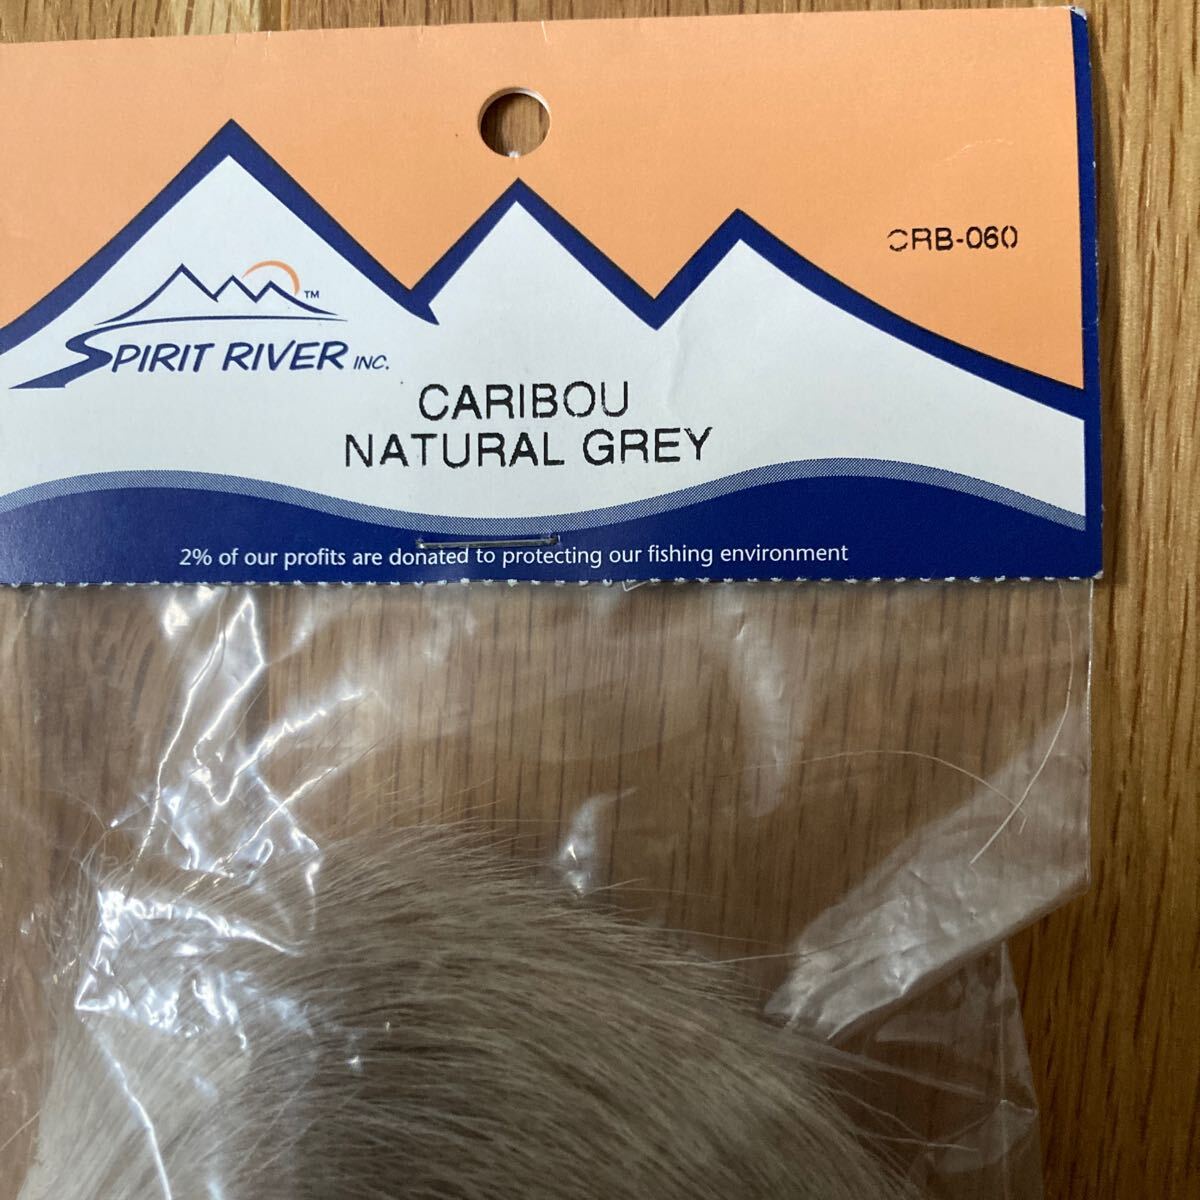 CRB-060
SPIRIT RIVER INC.
TM
CARIBOU
NATURAL GREY
2% of our profits are donated to protecting our fishing environment